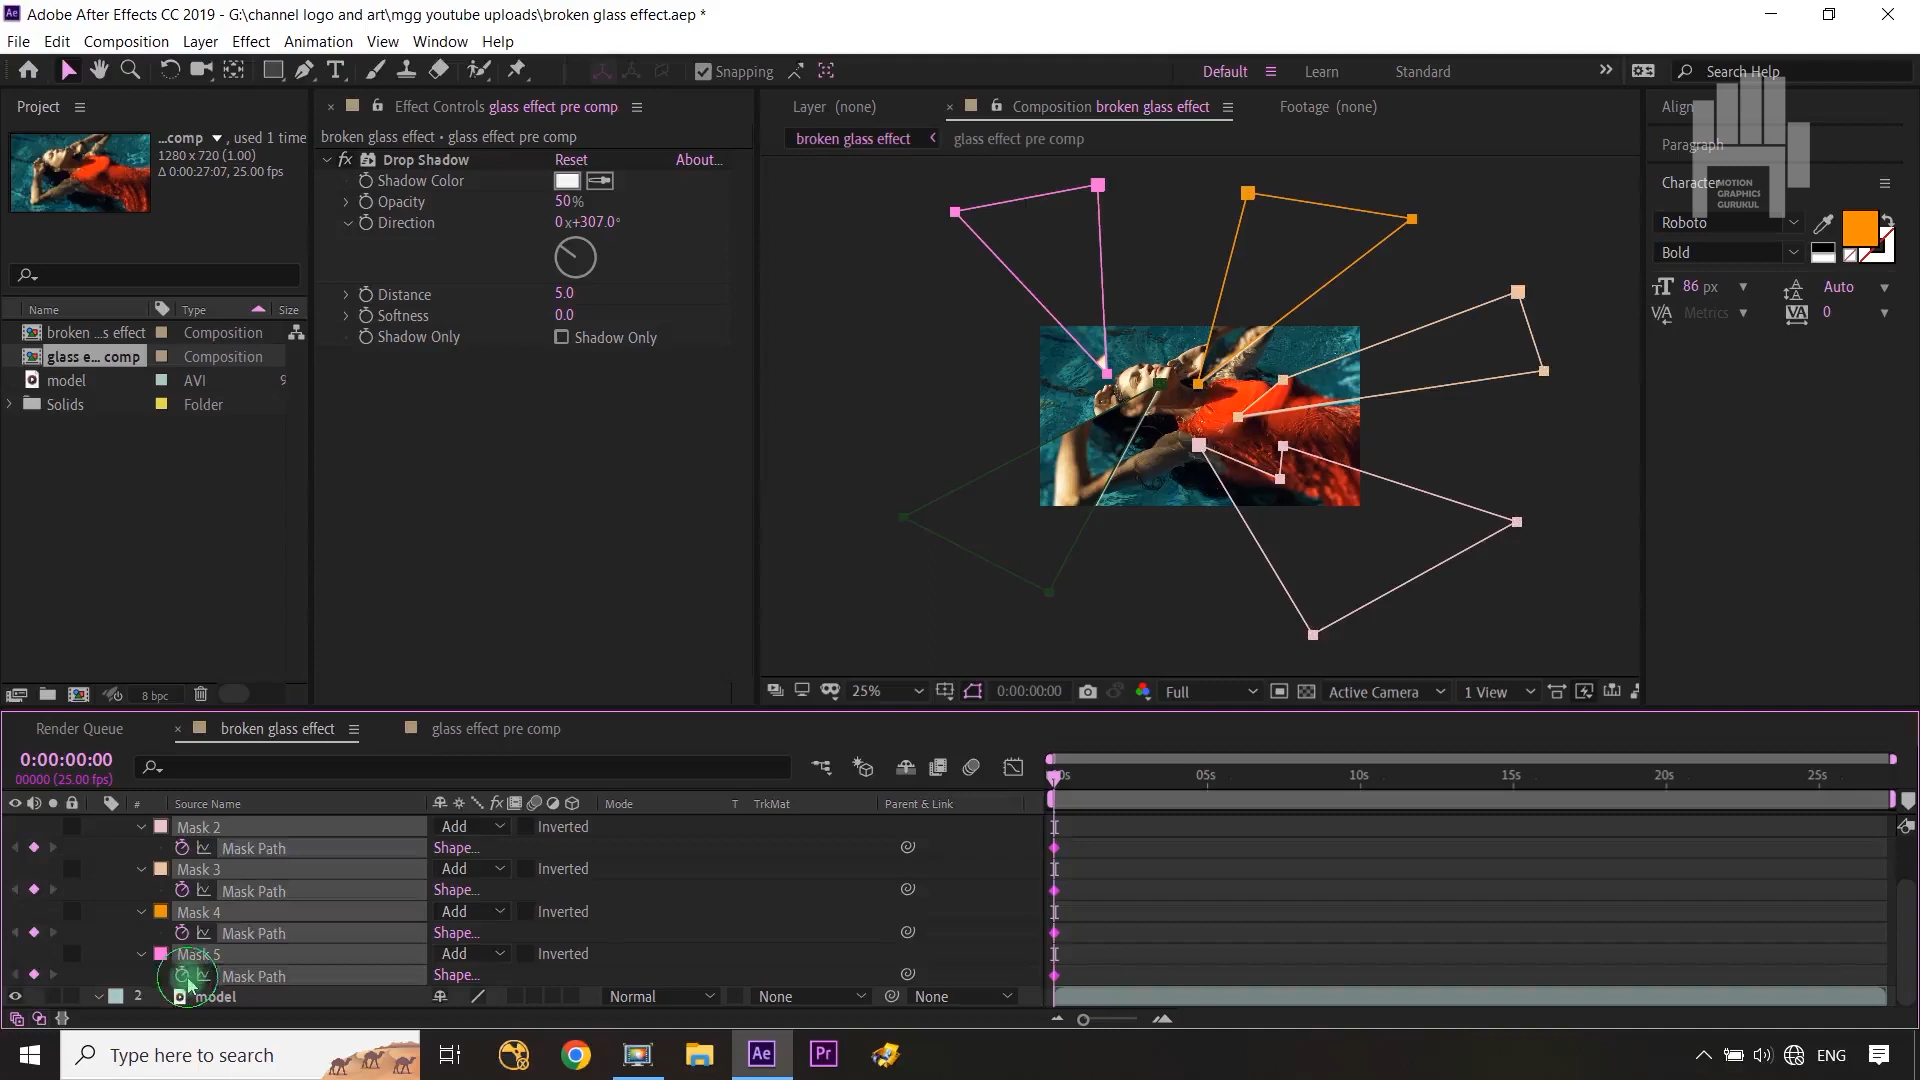 Adobe After Effects CC 2019 - G:\channel logo and art\mgg youtube uploads\broken glass effect.aep *
File Edit Composition Layer Effect Animation View Window Help
Snapping Default Learn Standard Search Help
Project
...comp , used 1 time
1280 x 720 (1.00)
Δ 0:00:27:07, 25.00 fps
Name Type Size
broken ...s effect Composition
glass e... comp Composition
model AVI 9
Solids Folder
8 bpc
Effect Controls glass effect pre comp
broken glass effect • glass effect pre comp
fx Drop Shadow Reset About...
Shadow Color
Opacity 50%
Direction 0x+307.0°
Distance 5.0
Softness 0.0
Shadow Only Shadow Only
Layer (none) Composition broken glass effect Footage (none)
broken glass effect glass effect pre comp
25% 0:00:00:00 Full Active Camera 1 View
Align
Paragraph
Character
MOTION
GRAPHICS
GURUKUL
Roboto
Bold
86 px Auto
Metrics 0
Render Queue broken glass effect glass effect pre comp
0:00:00:00
00000 (25.00 fps)
05s 10s 15s 20s 25s
# Source Name fx Mode T TrkMat Parent & Link
Mask 2 Add Inverted
Mask Path Shape...
Mask 3 Add Inverted
Mask Path Shape...
Mask 4 Add Inverted
Mask Path Shape...
Mask 5 Add Inverted
Mask Path Shape...
2 model Normal None None
Type here to search Ae Pr ENG